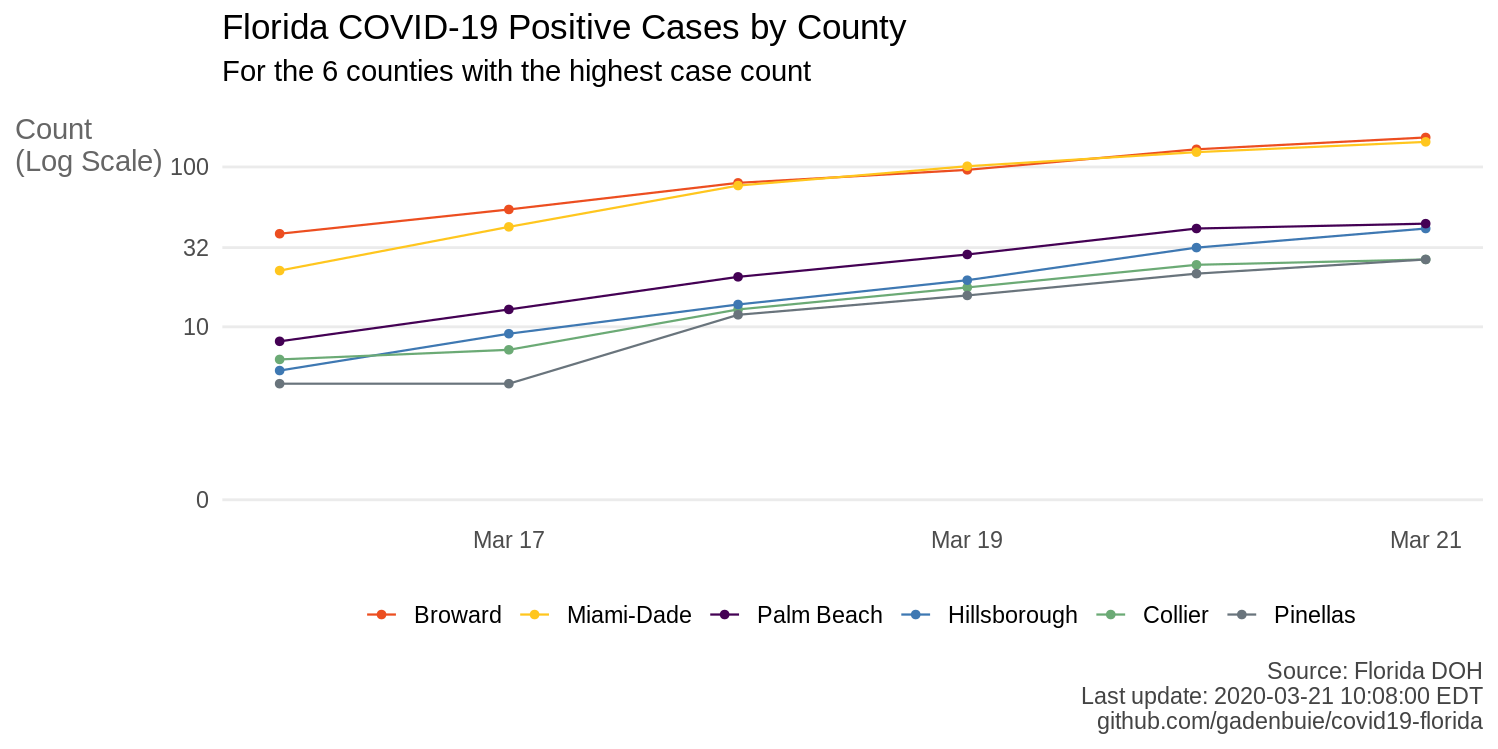 Florida COVID-19 Positive Cases by County
For the 6 counties with the highest case count
Count
(Log Scale)
100
32
10
0
Mar 17 Mar 19 Mar 21
Broward Miami-Dade Palm Beach Hillsborough Collier Pinellas
Source: Florida DOH
Last update: 2020-03-21 10:08:00 EDT
github.com/gadenbuie/covid19-florida